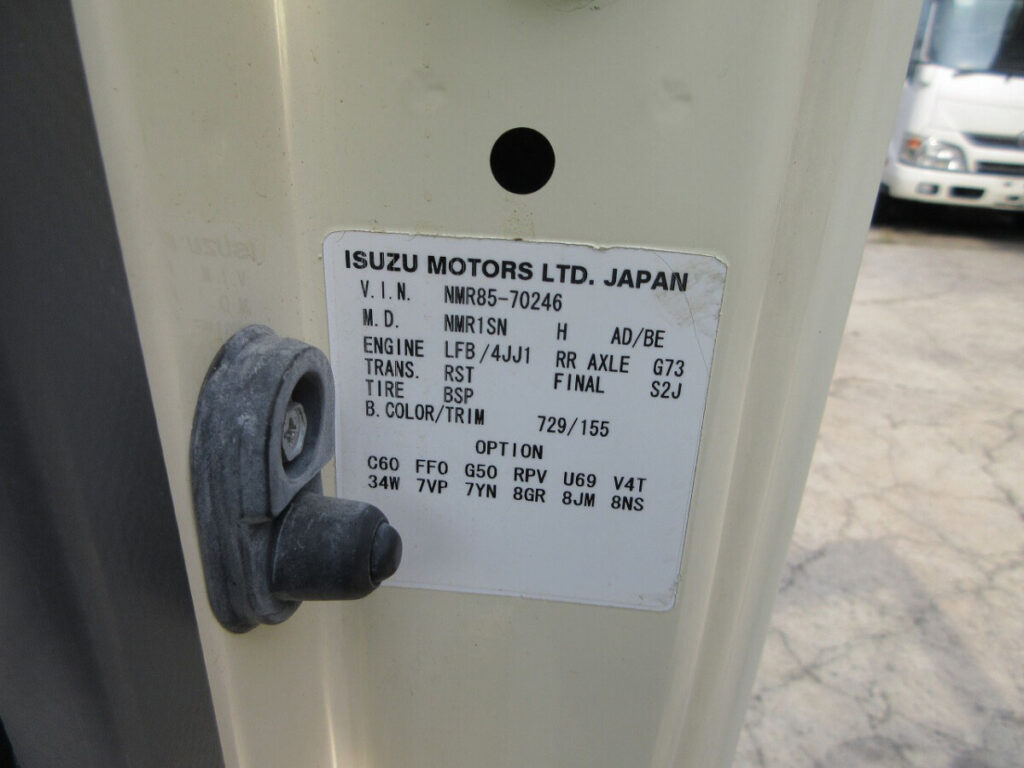 ISUZU MOTORS LTD. JAPAN
V.I.N. NMR85-70246
M.D. NMR1SN H AD/BE
ENGINE LFB/4JJ1 RR AXLE G73
TRANS. RST FINAL S2J
TIRE BSP
B.COLOR/TRIM 729/155
OPTION
C60 FF0 G50 RPV U69 V4T
34W 7VP 7YN 8GR 8JM 8NS